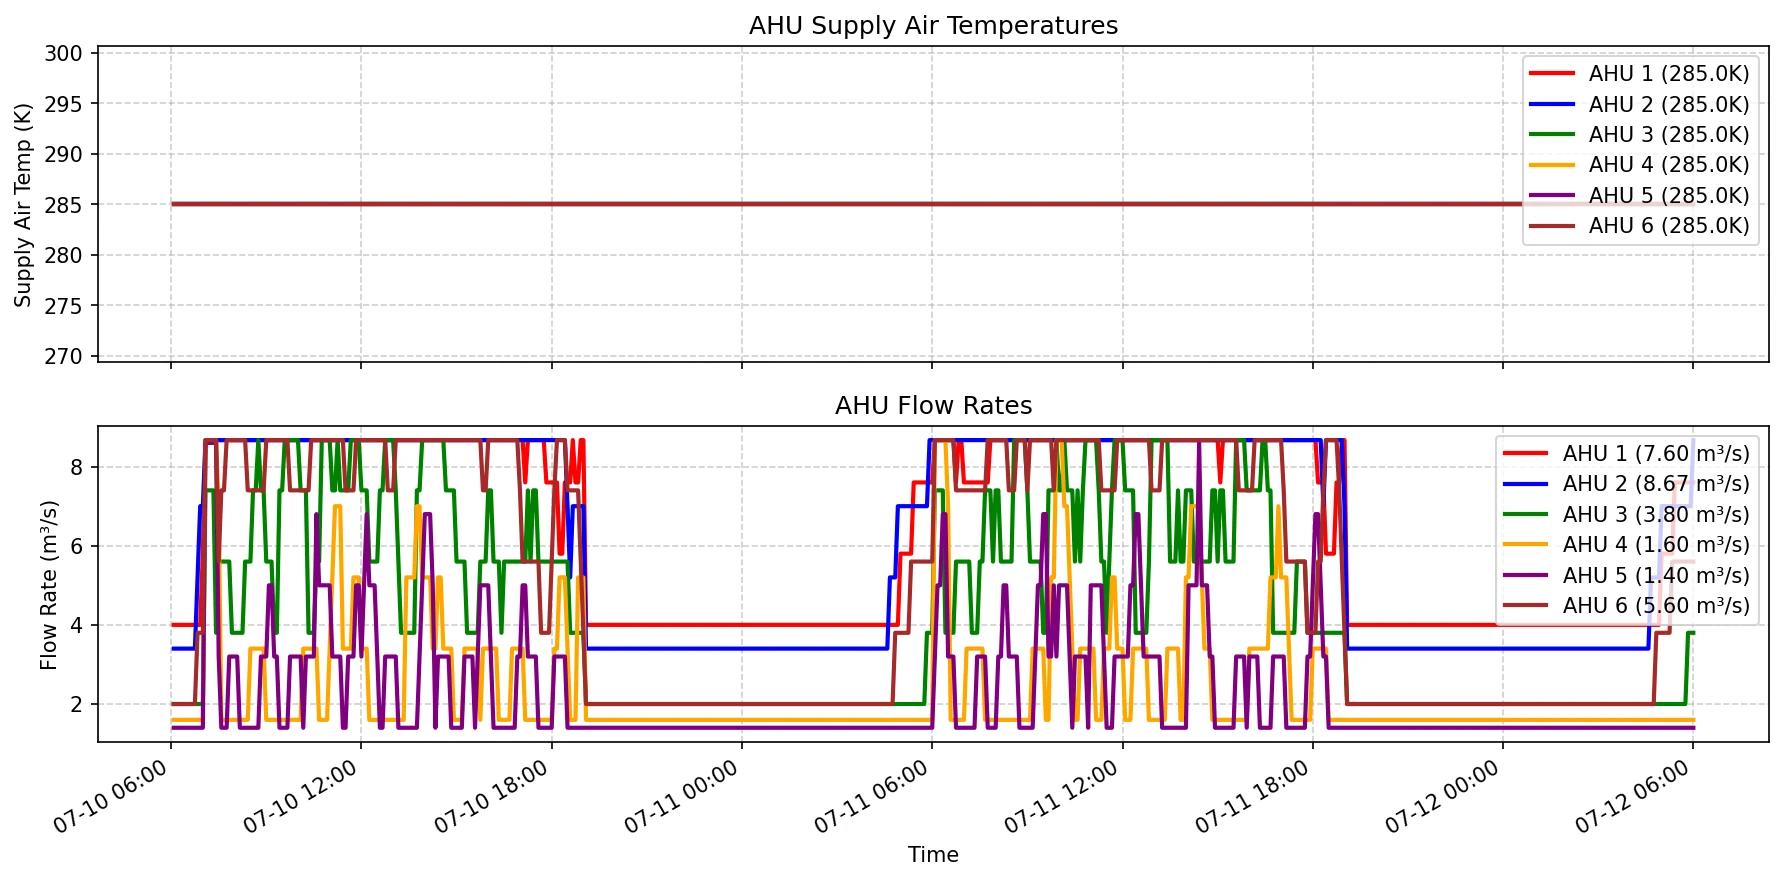 AHU Supply Air Temperatures
Supply Air Temp (K)
300
295
290
285
280
275
270
AHU 1 (285.0K)
AHU 2 (285.0K)
AHU 3 (285.0K)
AHU 4 (285.0K)
AHU 5 (285.0K)
AHU 6 (285.0K)
AHU Flow Rates
Flow Rate (m³/s)
8
6
4
2
AHU 1 (7.60 m³/s)
AHU 2 (8.67 m³/s)
AHU 3 (3.80 m³/s)
AHU 4 (1.60 m³/s)
AHU 5 (1.40 m³/s)
AHU 6 (5.60 m³/s)
07-10 06:00
07-10 12:00
07-10 18:00
07-11 00:00
07-11 06:00
07-11 12:00
07-11 18:00
07-12 00:00
07-12 06:00
Time